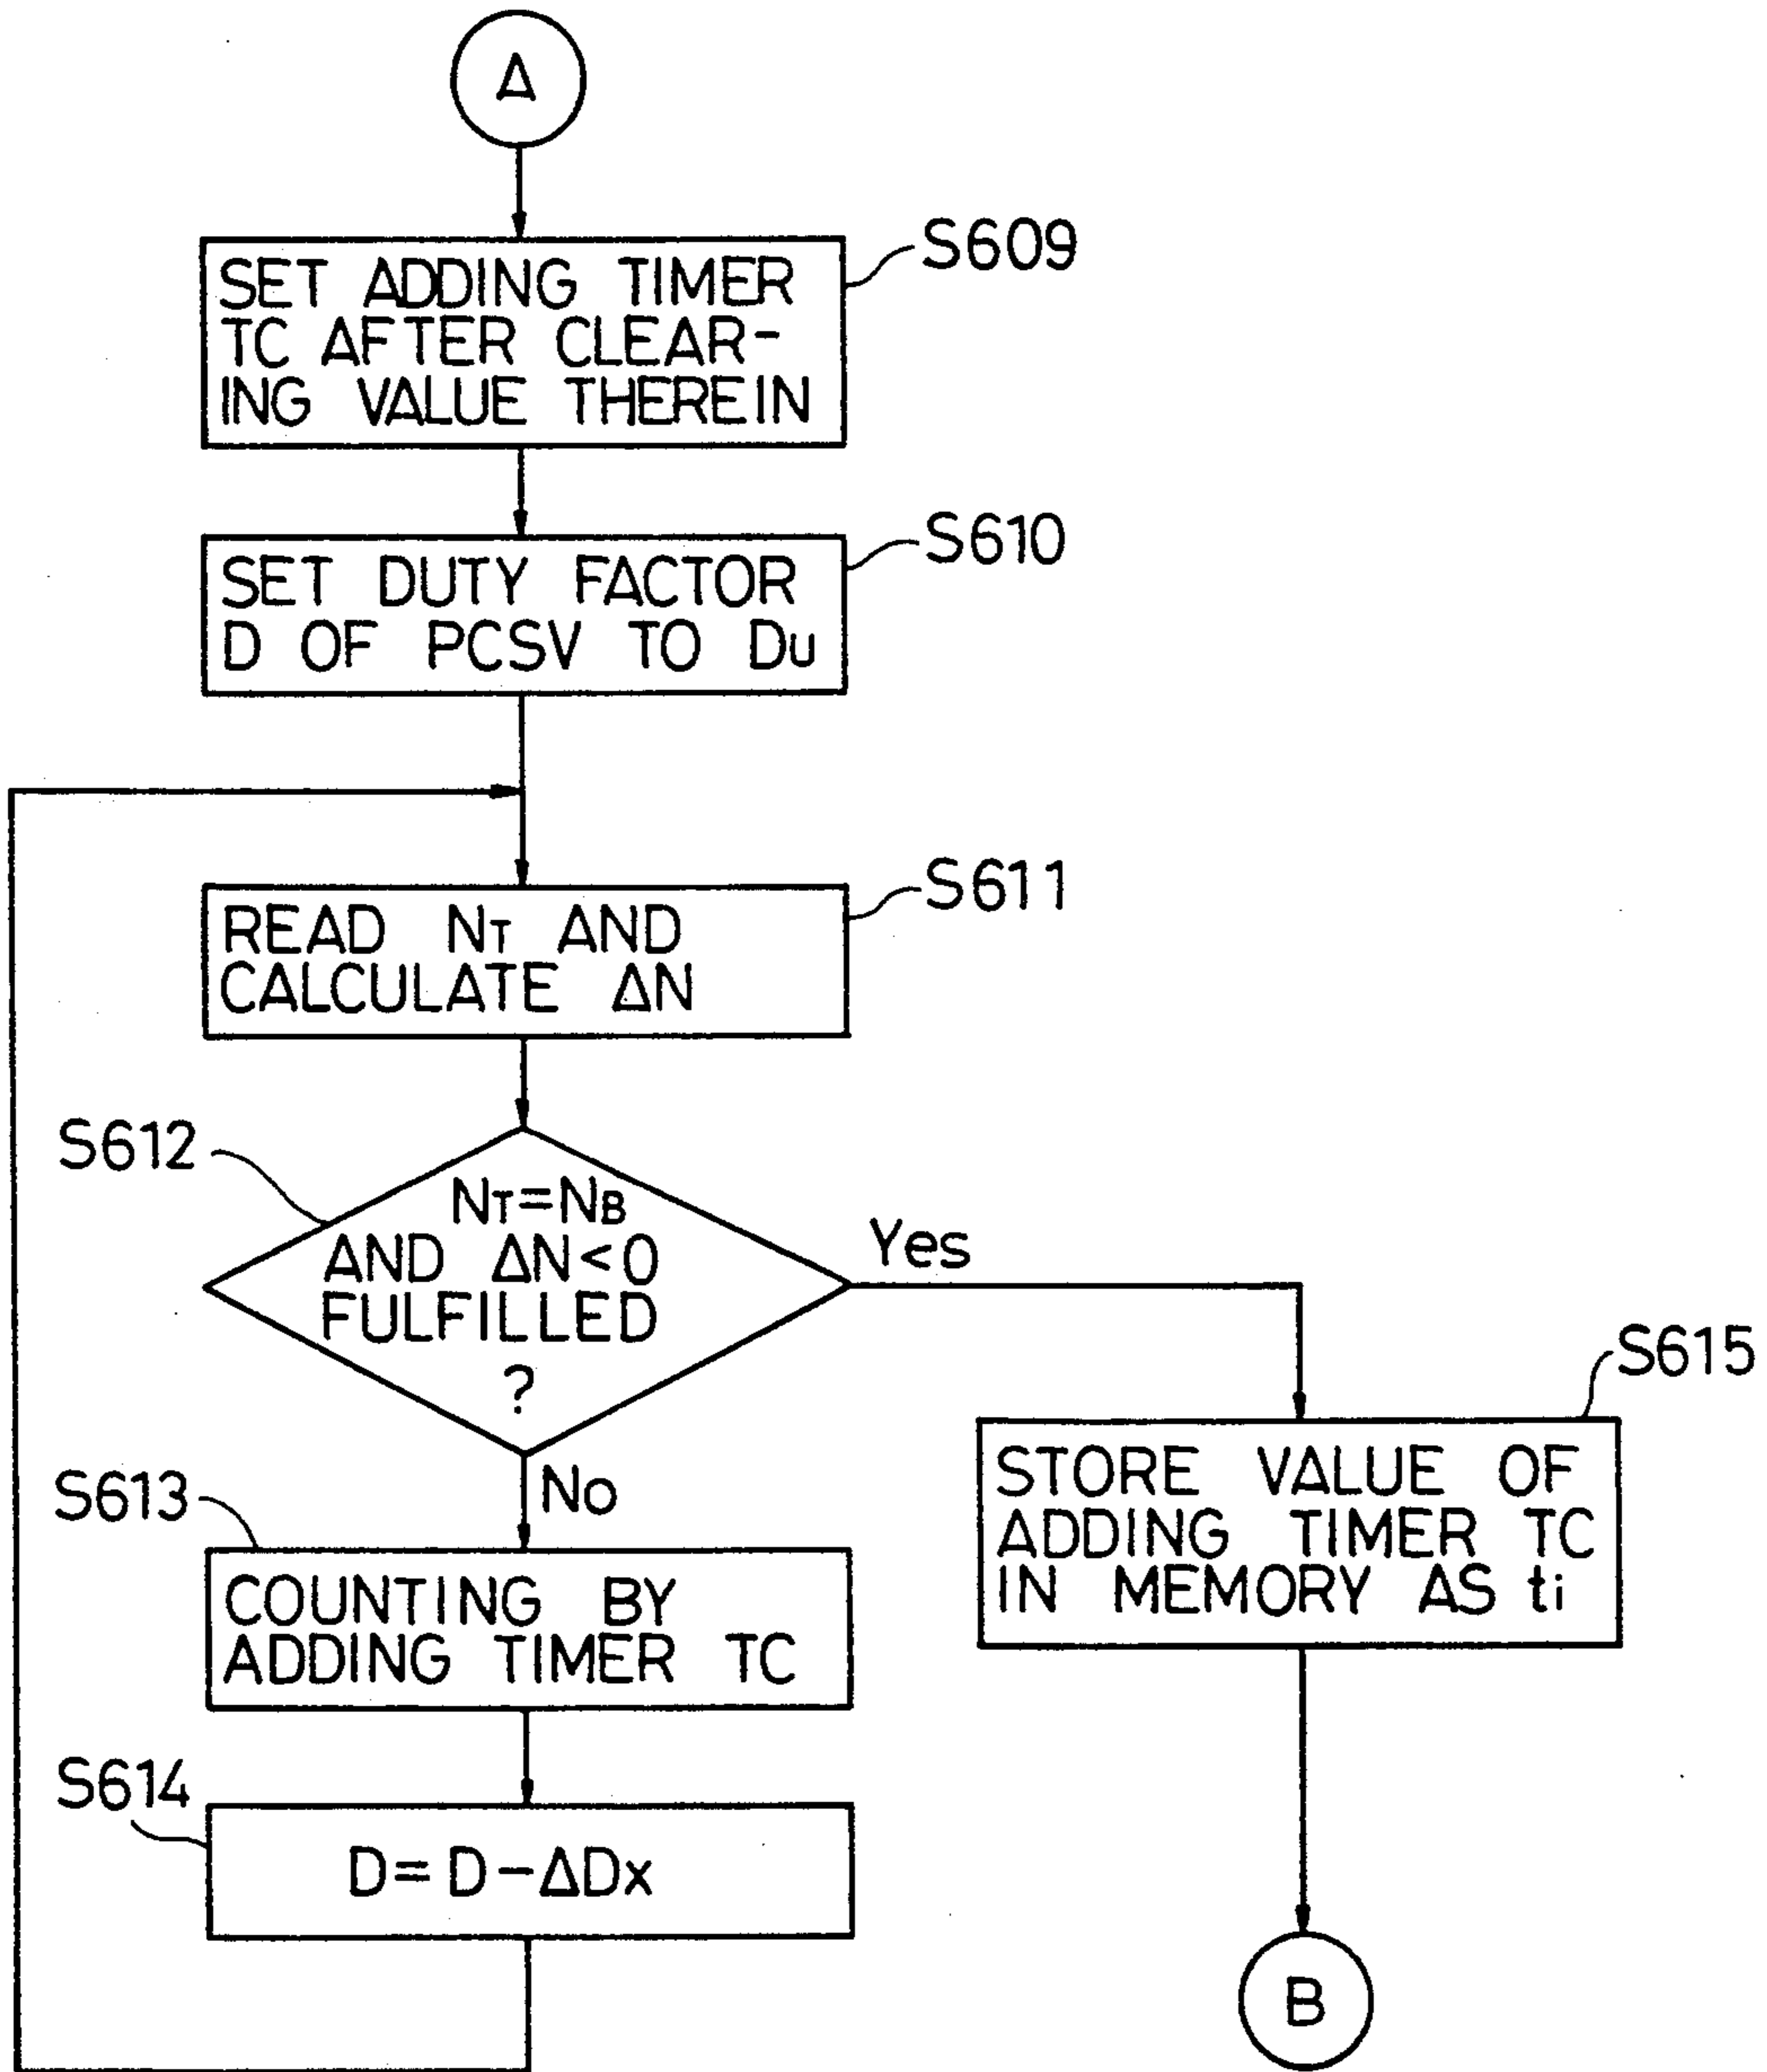 A
S609
SET ADDING TIMER
TC AFTER CLEAR-
ING VALUE THEREIN
S610
SET DUTY FACTOR
D OF PCSV TO Du
S611
READ NT AND
CALCULATE ΔN
S612
NT=NB
AND ΔN<0
FULFILLED
?
Yes
No
S613
COUNTING BY
ADDING TIMER TC
S614
D=D-ΔDx
S615
STORE VALUE OF
ADDING TIMER TC
IN MEMORY AS ti
B